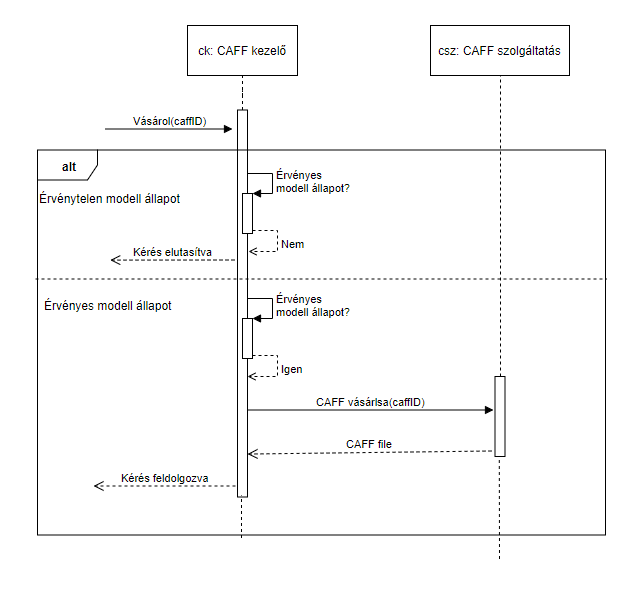 ck: CAFF kezelő
csz: CAFF szolgáltatás
Vásárol(caffID)
alt
Érvényes
modell állapot?
Érvénytelen modell állapot
Nem
Kérés elutasítva
Érvényes
modell állapot?
Érvényes modell állapot
Igen
CAFF vásárlsa(caffID)
CAFF file
Kérés feldolgozva